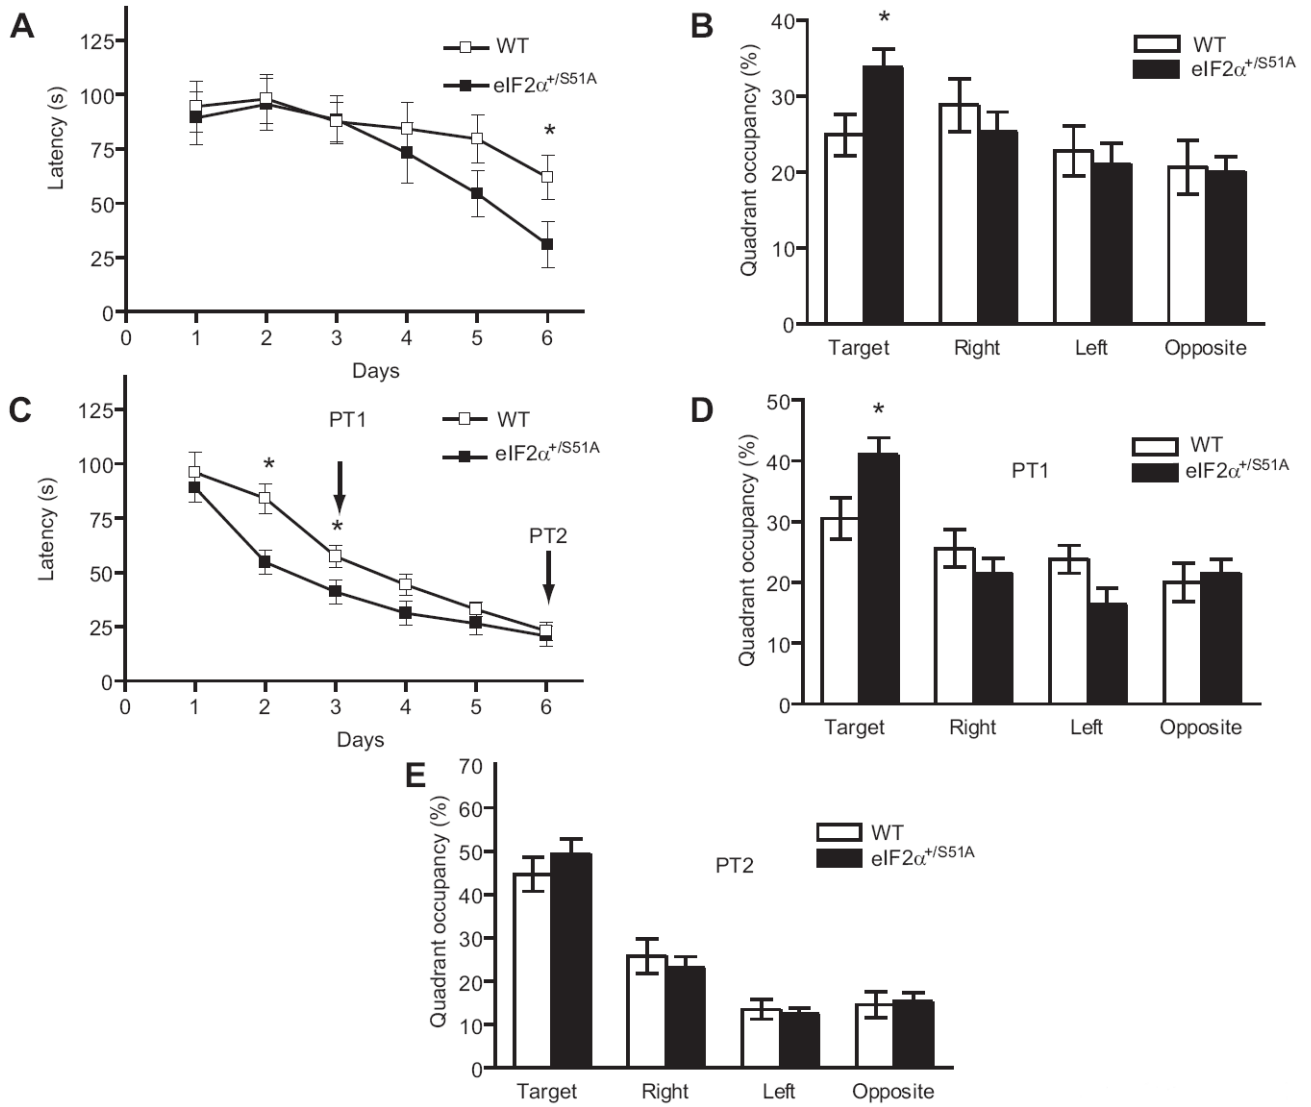 A
Latency (s)
125
100
75
50
25
0
0 1 2 3 4 5 6
Days
WT
eIF2α+/S51A
*
B
Quadrant occupancy (%)
40
30
20
10
0
Target Right Left Opposite
WT
eIF2α+/S51A
*
C
Latency (s)
125
100
75
50
25
0
0 1 2 3 4 5 6
Days
PT1
PT2
WT
eIF2α+/S51A
*
*
D
Quadrant occupancy (%)
50
40
30
20
10
0
Target Right Left Opposite
PT1
WT
eIF2α+/S51A
*
E
Quadrant occupancy (%)
70
60
50
40
30
20
10
0
Target Right Left Opposite
PT2
WT
eIF2α+/S51A